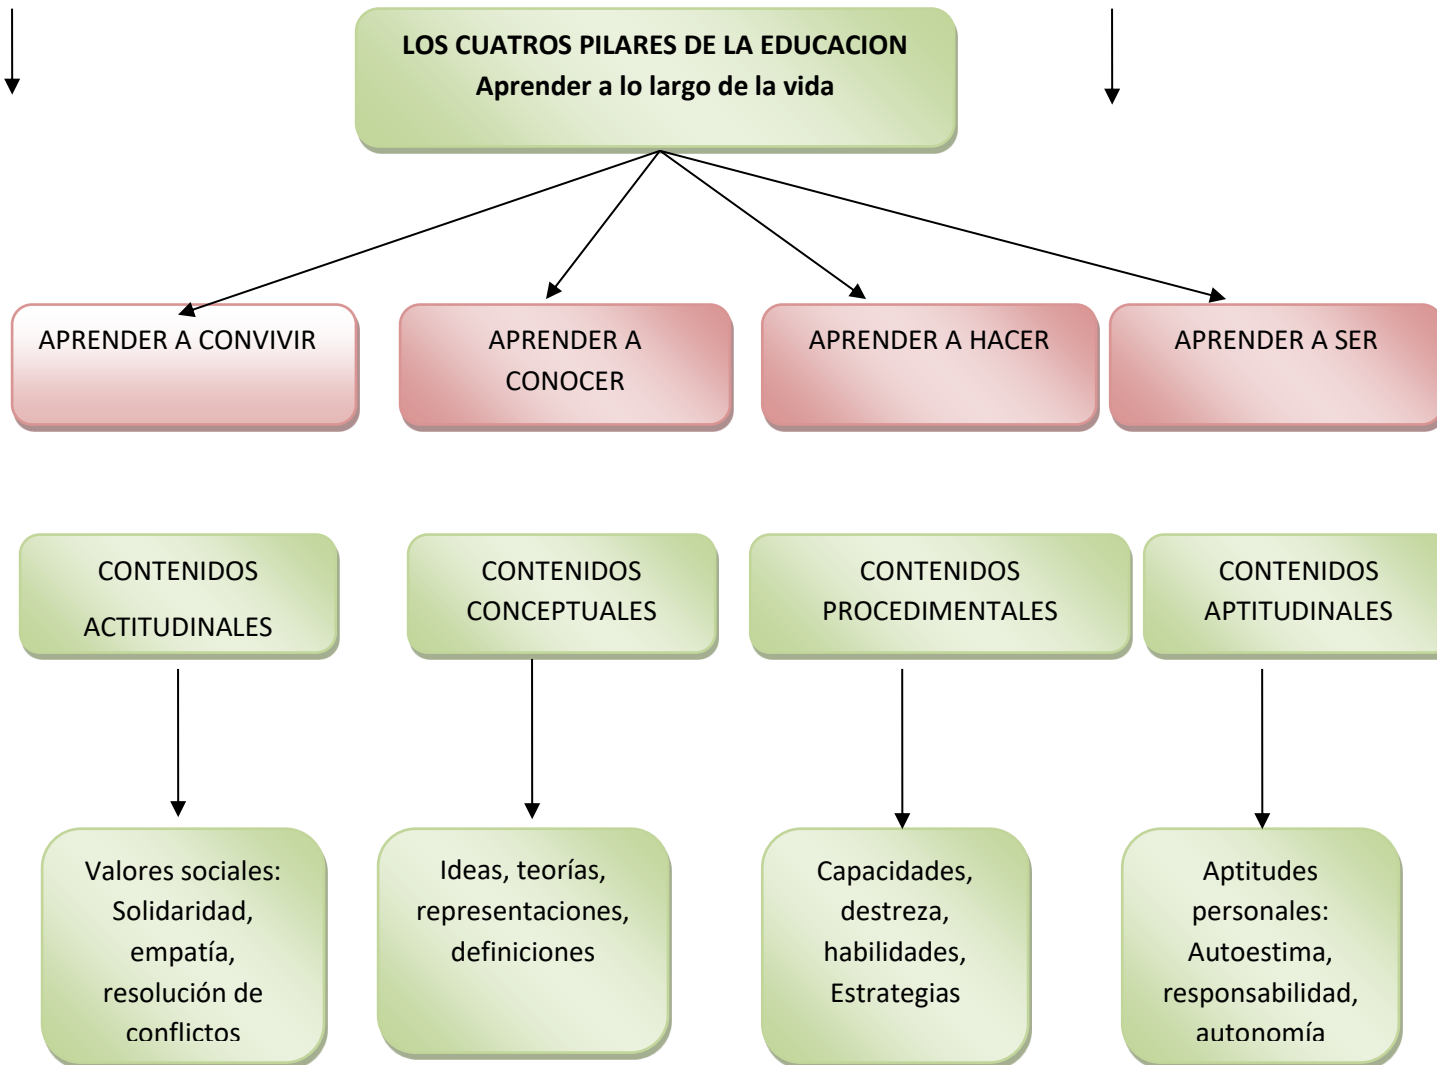 LOS CUATROS PILARES DE LA EDUCACION
Aprender a lo largo de la vida
APRENDER A CONVIVIR
APRENDER A
CONOCER
APRENDER A HACER
APRENDER A SER
CONTENIDOS
ACTITUDINALES
CONTENIDOS
CONCEPTUALES
CONTENIDOS
PROCEDIMENTALES
CONTENIDOS
APTITUDINALES
Valores sociales:
Solidaridad,
empatía,
resolución de
conflictos
Ideas, teorías,
representaciones,
definiciones
Capacidades,
destreza,
habilidades,
Estrategias
Aptitudes
personales:
Autoestima,
responsabilidad,
autonomía